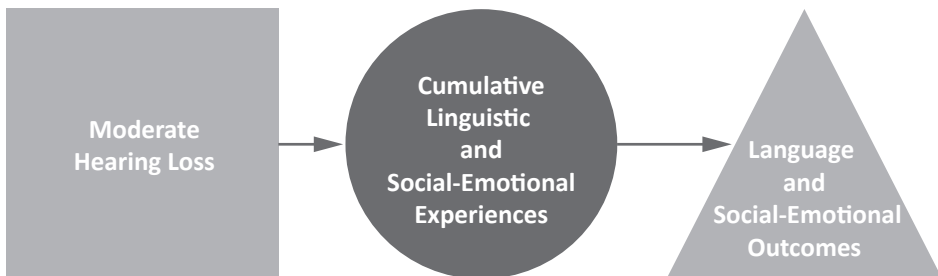 Moderate
Hearing Loss
Cumulative
Linguistic
and
Social-Emotional
Experiences
Language
and
Social-Emotional
Outcomes